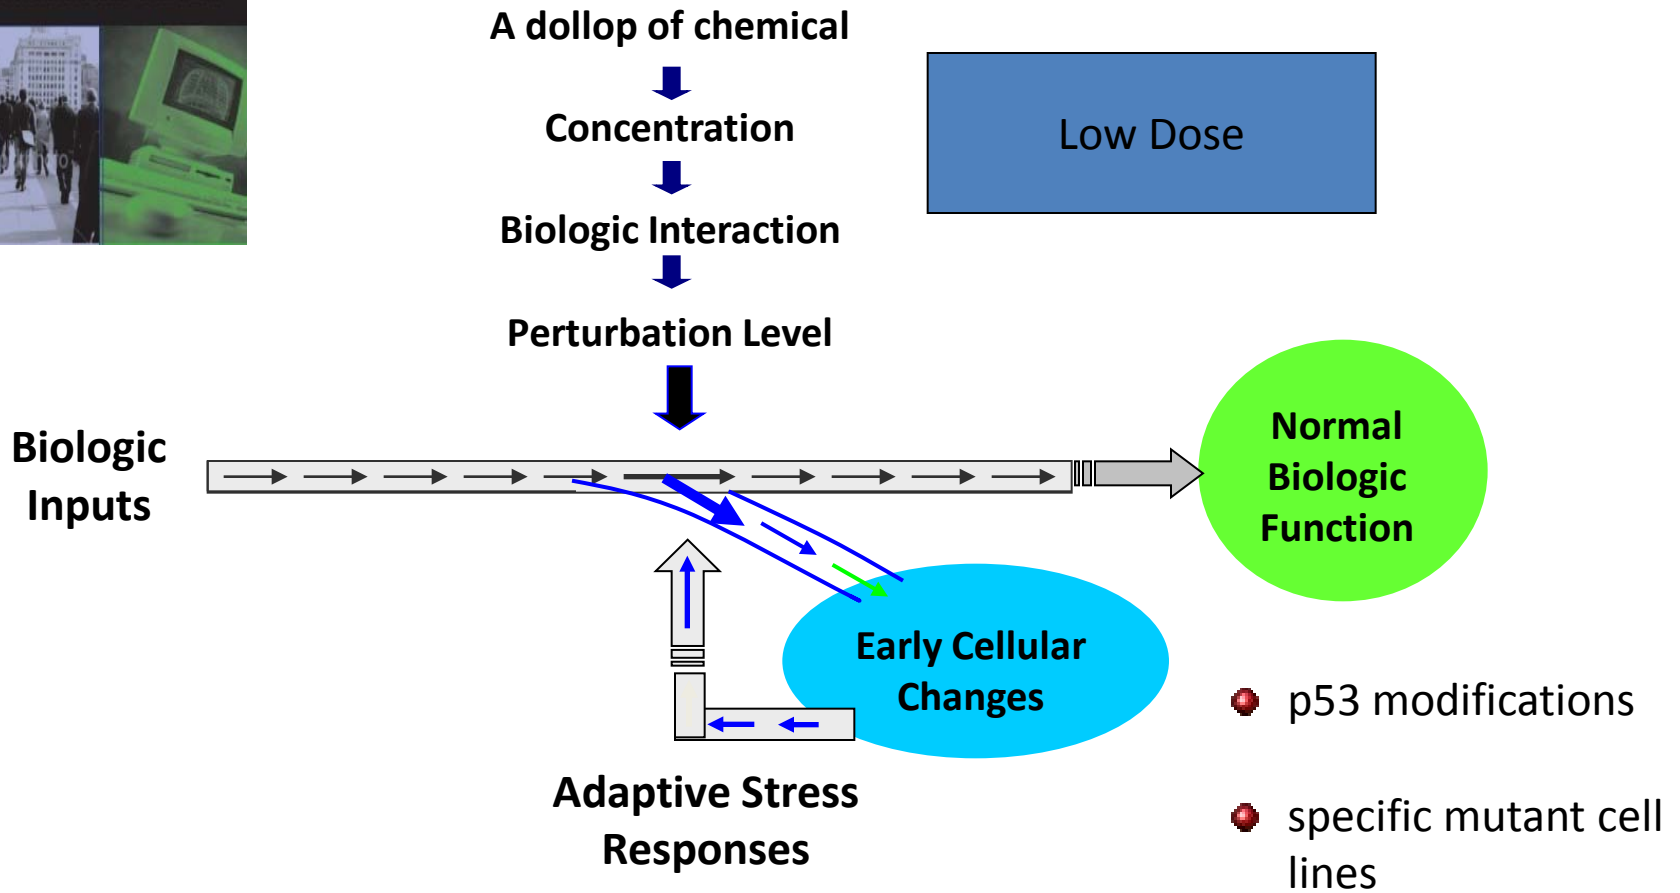 A dollop of chemical
Concentration
Low Dose
Biologic Interaction
Perturbation Level
Biologic
Inputs
Normal
Biologic
Function
Early Cellular
Changes
p53 modifications
Adaptive Stress
Responses
specific mutant cell
lines